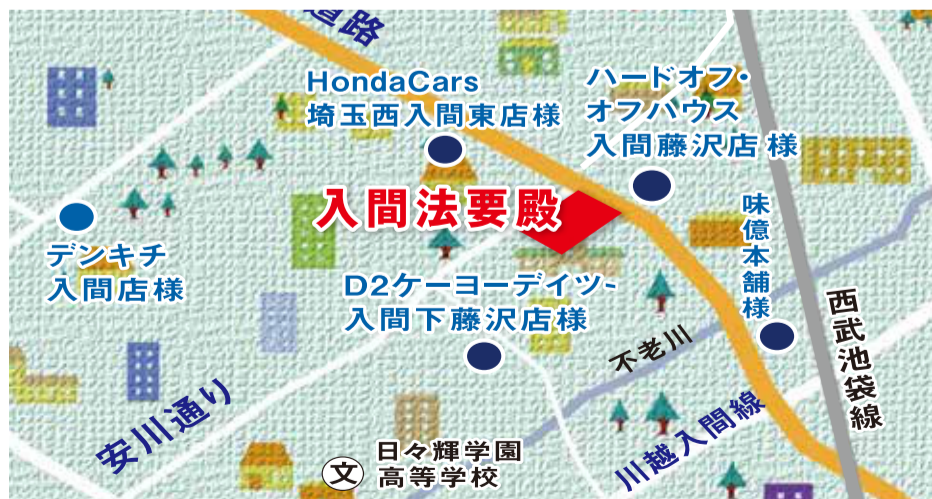 道路
HondaCars
埼玉西入間東店様
ハードオフ・
オフハウス
入間藤沢店 様
入間法要殿
デンキチ
入間店様
味億本舗様
D2ケーヨーデイツー
入間下藤沢店様
不老川
西武池袋線
安川通り
川越入間線
文
日々輝学園
高等学校